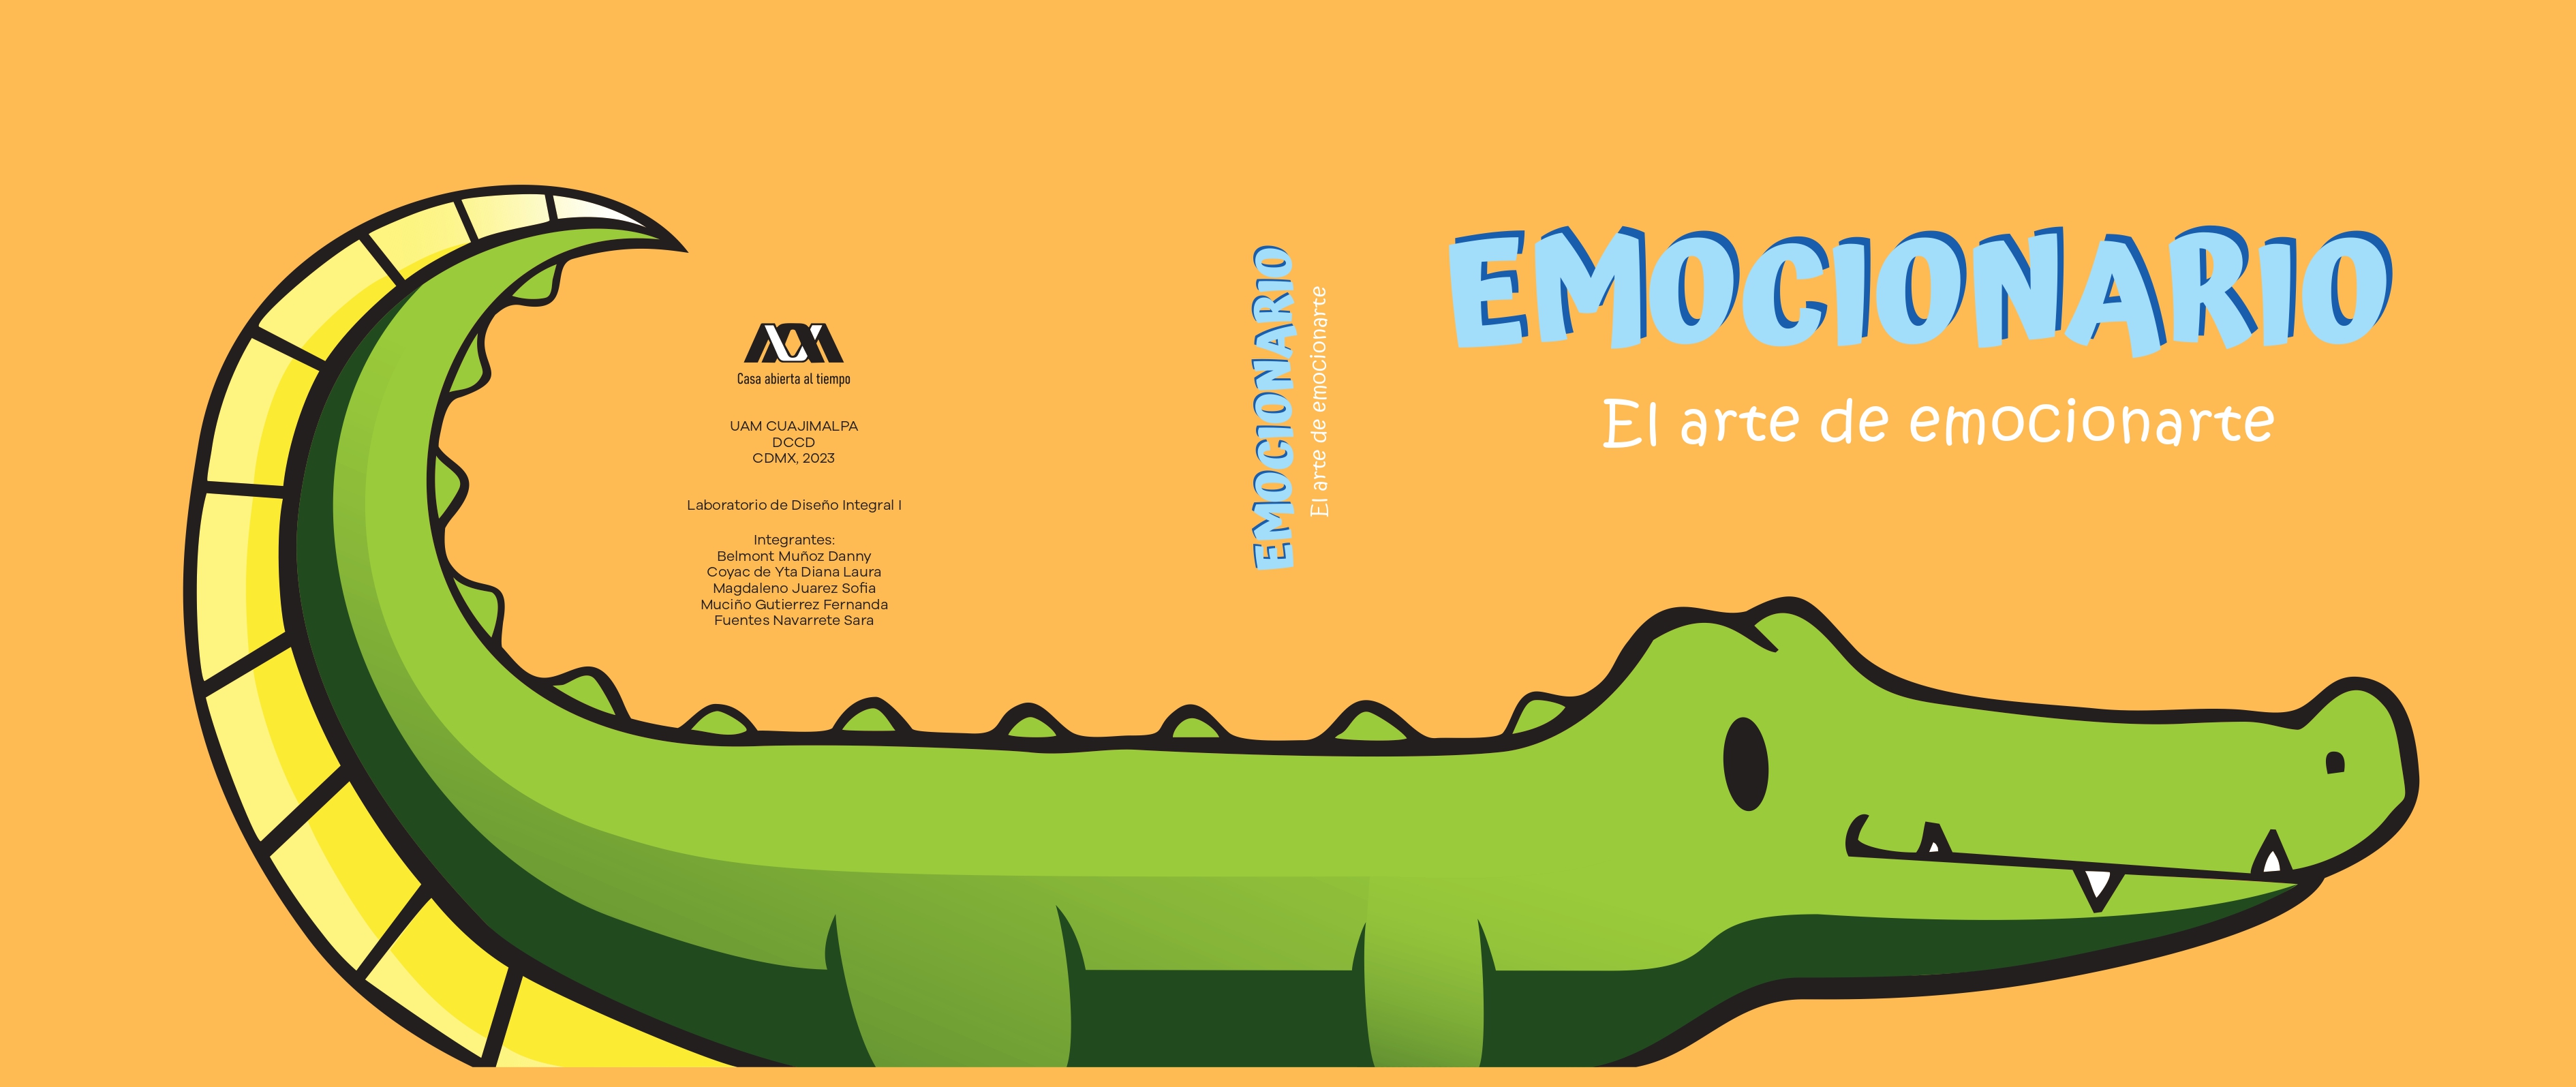 Casa abierta al tiempo
UAM CUAJIMALPA
DCCD
CDMX, 2023
Laboratorio de Diseño Integral I
Integrantes:
Belmont Muñoz Danny
Coyac de Yta Diana Laura
Magdaleno Juarez Sofia
Muciño Gutierrez Fernanda
Fuentes Navarrete Sara
EMOCIONARIO
El arte de emocionarte
EMOCIONARIO
El arte de emocionarte